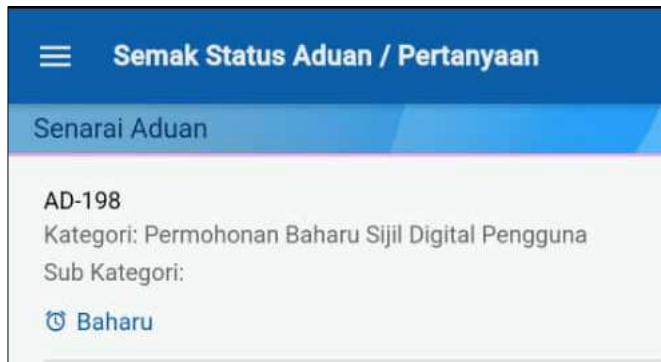 Semak Status Aduan / Pertanyaan
Senarai Aduan
AD-198
Kategori: Permohonan Baharu Sijil Digital Pengguna
Sub Kategori:
Baharu